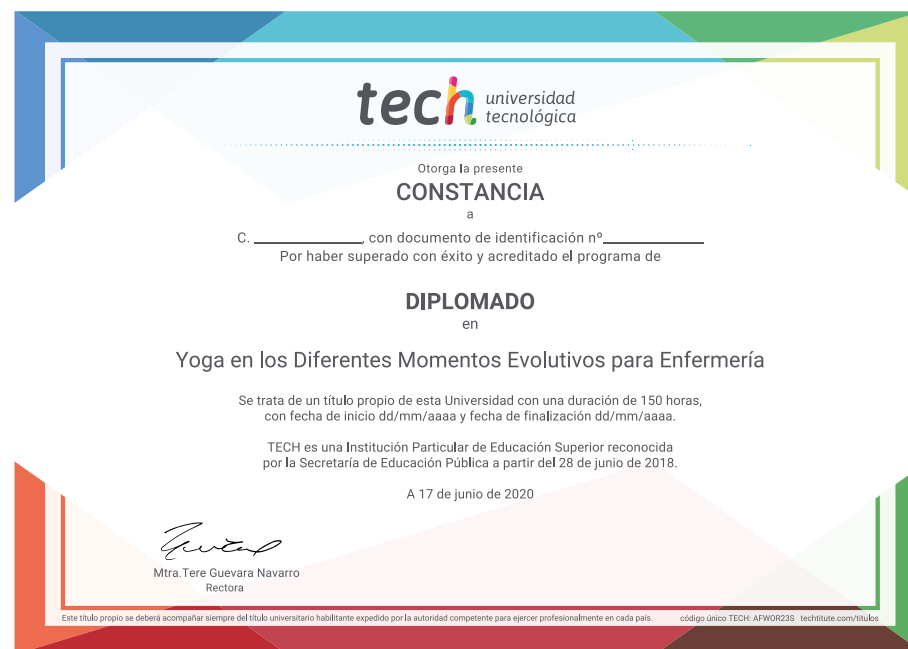 tech universidad
tecnológica
Otorga la presente
CONSTANCIA
a
C. ____________, con documento de identificación nº____________
Por haber superado con éxito y acreditado el programa de
DIPLOMADO
en
Yoga en los Diferentes Momentos Evolutivos para Enfermería
Se trata de un título propio de esta Universidad con una duración de 150 horas,
con fecha de inicio dd/mm/aaaa y fecha de finalización dd/mm/aaaa.
TECH es una Institución Particular de Educación Superior reconocida
por la Secretaría de Educación Pública a partir del 28 de junio de 2018.
A 17 de junio de 2020
Mtra.Tere Guevara Navarro
Rectora
Este título propio se deberá acompañar siempre del título universitario habilitante expedido por la autoridad competente para ejercer profesionalmente en cada país. código único TECH: AFWOR23S techtitute.com/titulos